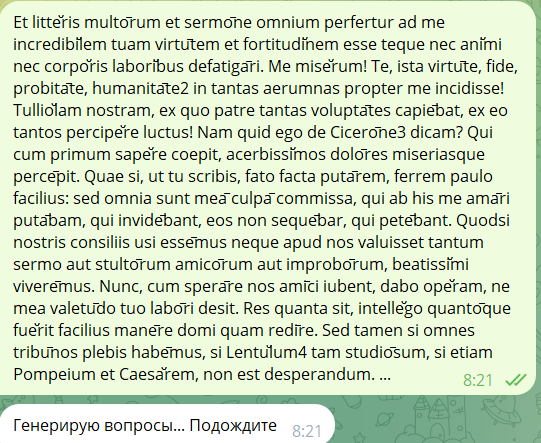 Et littĕris multōrum et sermōne omnium perfertur ad me
incredibĭlem tuam virtūtem et fortitudĭnem esse teque nec anĭmi
nec corpŏris laborĭbus defatigāri. Me misĕrum! Te, ista virtute, fide,
probitāte, humanitāte2 in tantas aerumnas propter me incidisse!
Tulliŏlam nostram, ex quo patre tantas voluptātes capiēbat, ex eo
tantos percipĕre luctus! Nam quid ego de Cicerōne3 dicam? Qui
cum primum sapĕre coepit, acerbissĭmos dolōres miseriasque
percēpit. Quae si, ut tu scribis, fato facta putārem, ferrem paulo
facilius: sed omnia sunt meā culpā commissa, qui ab his me amāri
putābam, qui invidēbant, eos non sequēbar, qui petēbant. Quodsi
nostris consiliis usi essēmus neque apud nos valuisset tantum
sermo aut stultōrum amicōrum aut improbōrum, beatissĭmi
viverēmus. Nunc, cum sperāre nos amīci iubent, dabo opĕram, ne
mea valetūdo tuo labōri desit. Res quanta sit, intellĕgo quantōque
fuĕrit facilius manēre domi quam redīre. Sed tamen si omnes
tribūnos plebis habēmus, si Lentŭlum4 tam studiōsum, si etiam
Pompeium et Caesărem, non est desperandum. ...
8:21
Генерирую вопросы... Подождите
8:21